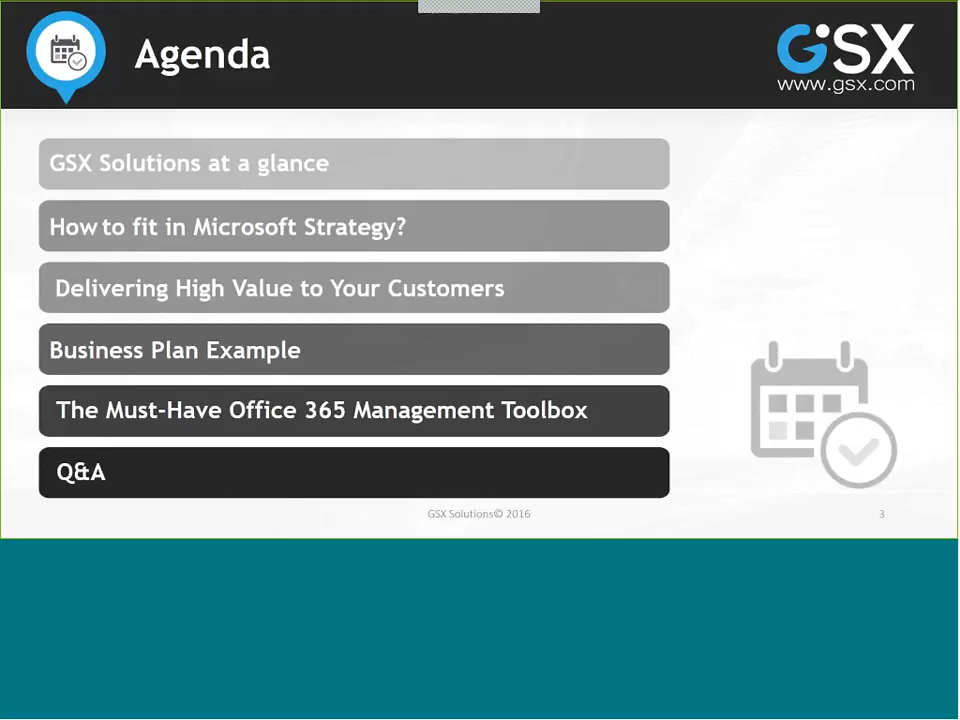 Agenda
GSX
www.gsx.com
GSX Solutions at a glance
How to fit in Microsoft Strategy?
Delivering High Value to Your Customers
Business Plan Example
The Must-Have Office 365 Management Toolbox
Q&A
GSX Solutions© 2016
3